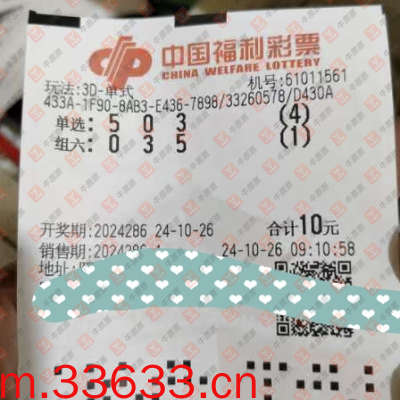 中国福利彩票
CHINA WELFARE LOTTERY
玩法:3D-单式 机号:61011561
433A-1F90-8AB3-E436-7898/33260578/D430A
单选: 5 0 3 (4)
组六: 0 3 5 (1)
开奖期:2024286 24-10-26 合计10元
销售期:2024286 24-10-26 09:10:58
地址:
m.33633.cn